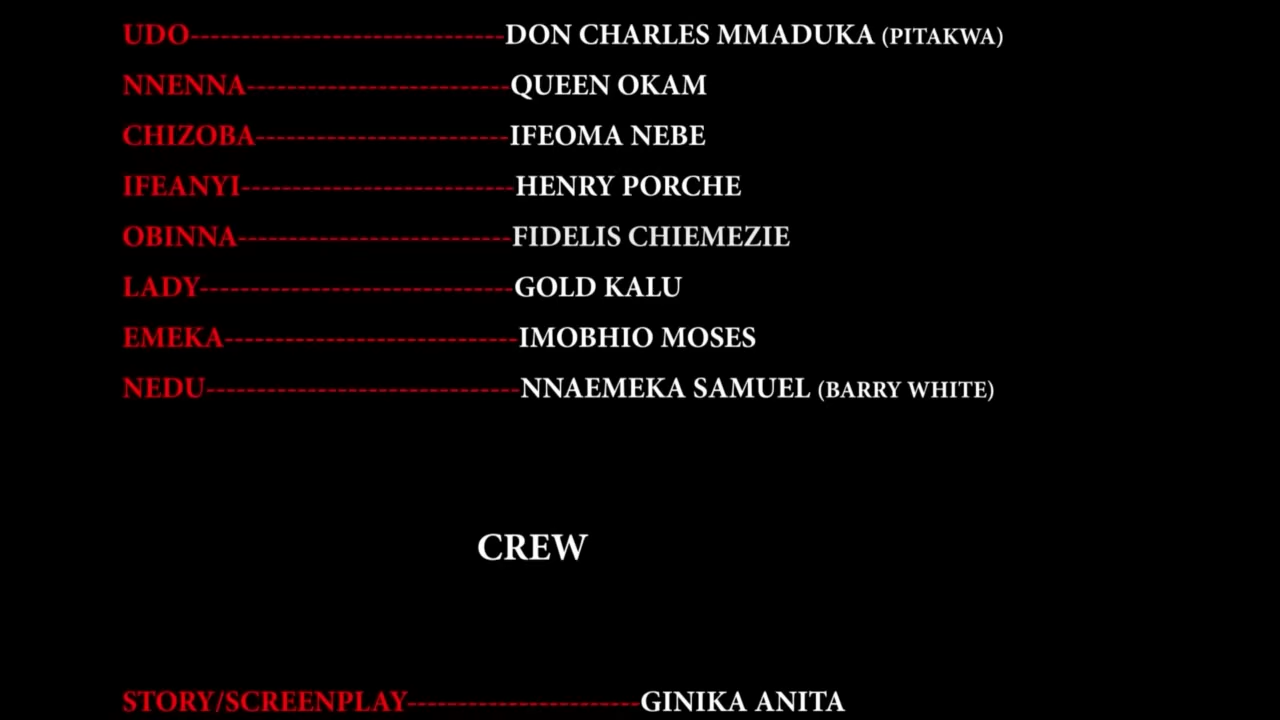 UDO-------------------------------DON CHARLES MMADUKA (PITAKWA)
NNENNA--------------------------QUEEN OKAM
CHIZOBA-------------------------IFEOMA NEBE
IFEANYI---------------------------HENRY PORCHE
OBINNA---------------------------FIDELIS CHIEMEZIE
LADY-------------------------------GOLD KALU
EMEKA-----------------------------IMOBHIO MOSES
NEDU-------------------------------NNAEMEKA SAMUEL (BARRY WHITE)
CREW
STORY/SCREENPLAY-----------------------GINIKA ANITA